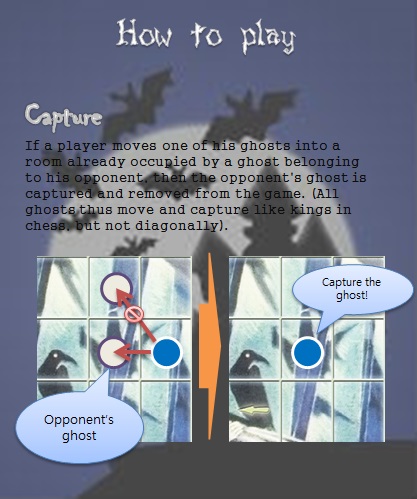 How to play
Capture
If a player moves one of his ghosts into a
room already occupied by a ghost belonging
to his opponent, then the opponent's ghost is
captured and removed from the game. (All
ghosts thus move and capture like kings in
chess, but not diagonally).
Capture the
ghost!
Opponent's
ghost